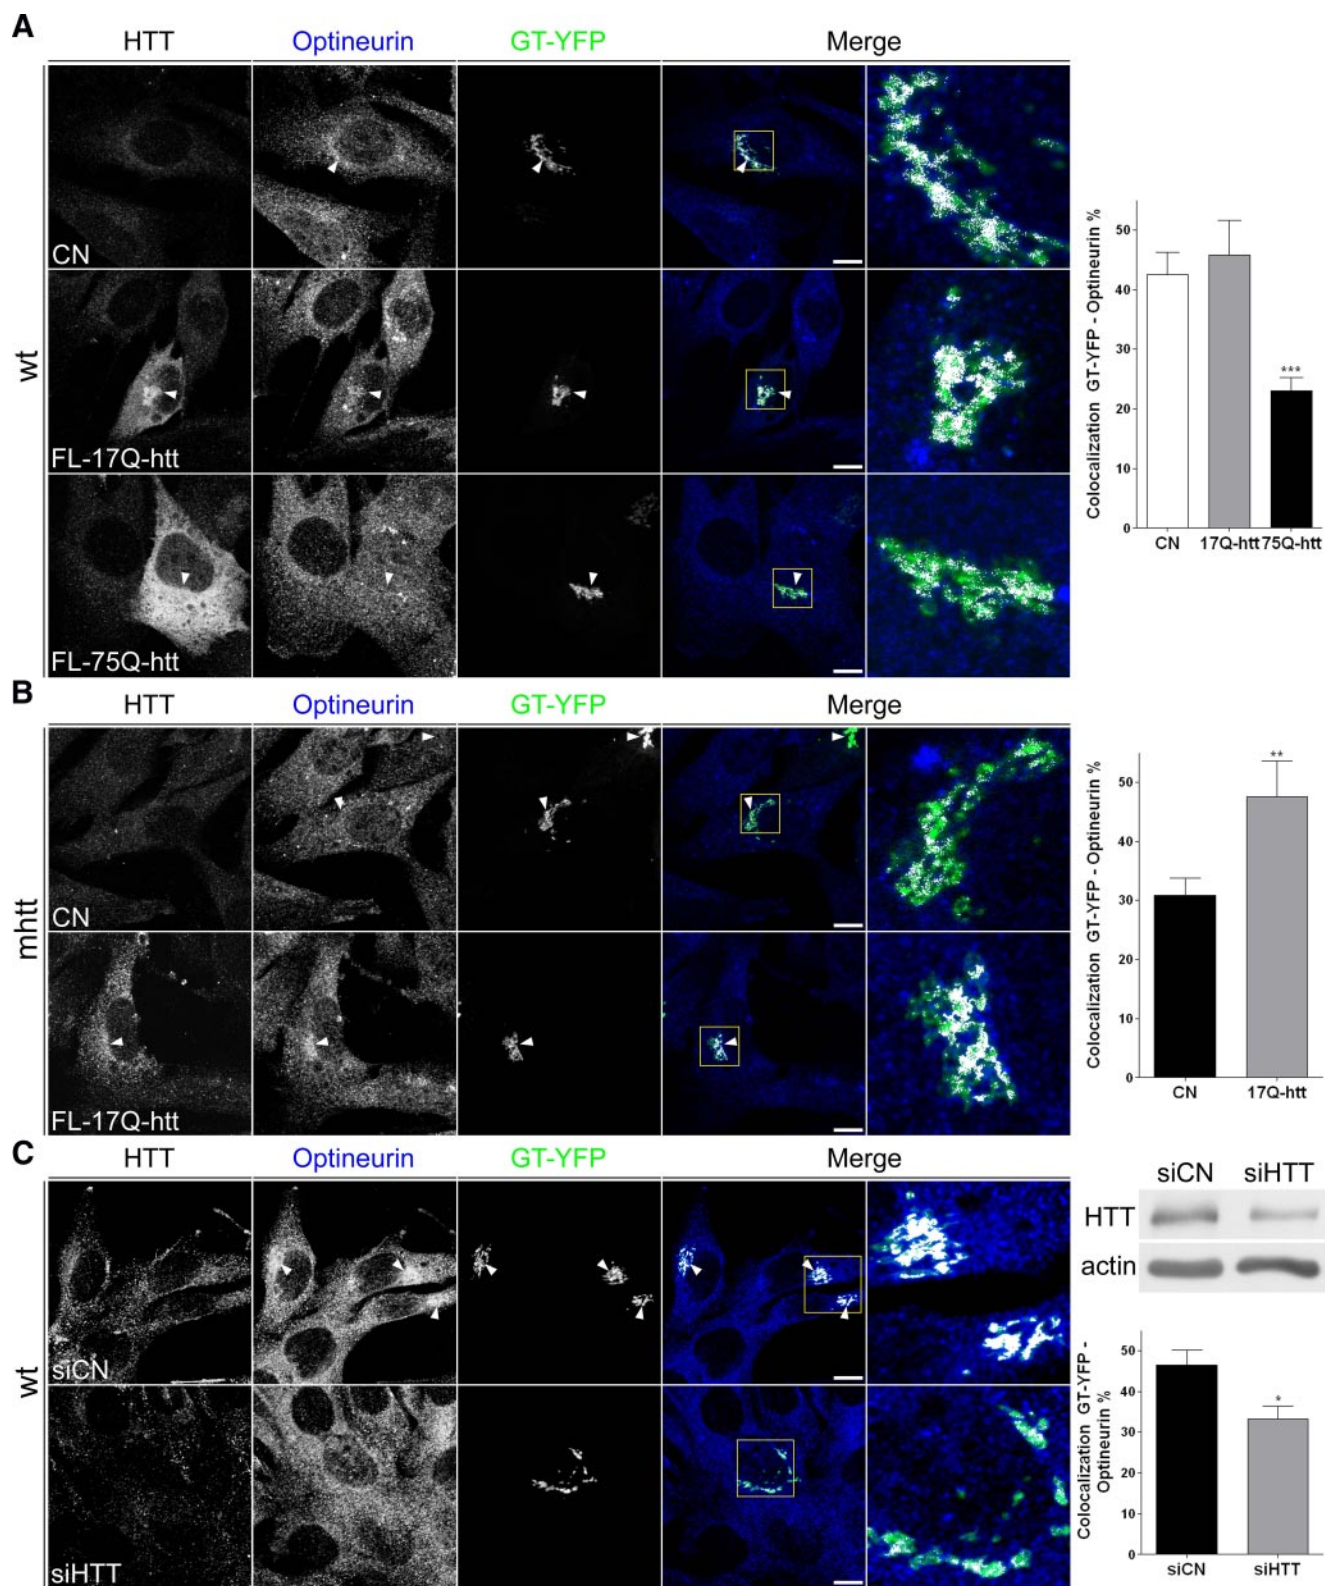 A
HTT Optineurin GT-YFP Merge
wt
CN
FL-17Q-htt
FL-75Q-htt
Colocalization GT-YFP - Optineurin %
50
40
30
20
10
0
***
CN 17Q-htt 75Q-htt
B
HTT Optineurin GT-YFP Merge
mhtt
CN
FL-17Q-htt
Colocalization GT-YFP - Optineurin %
50
40
30
20
10
0
**
CN 17Q-htt
C
HTT Optineurin GT-YFP Merge
wt
siCN
siHTT
siCN siHTT
HTT
actin
Colocalization GT-YFP -
Optineurin %
50
40
30
20
10
0
*
siCN siHTT